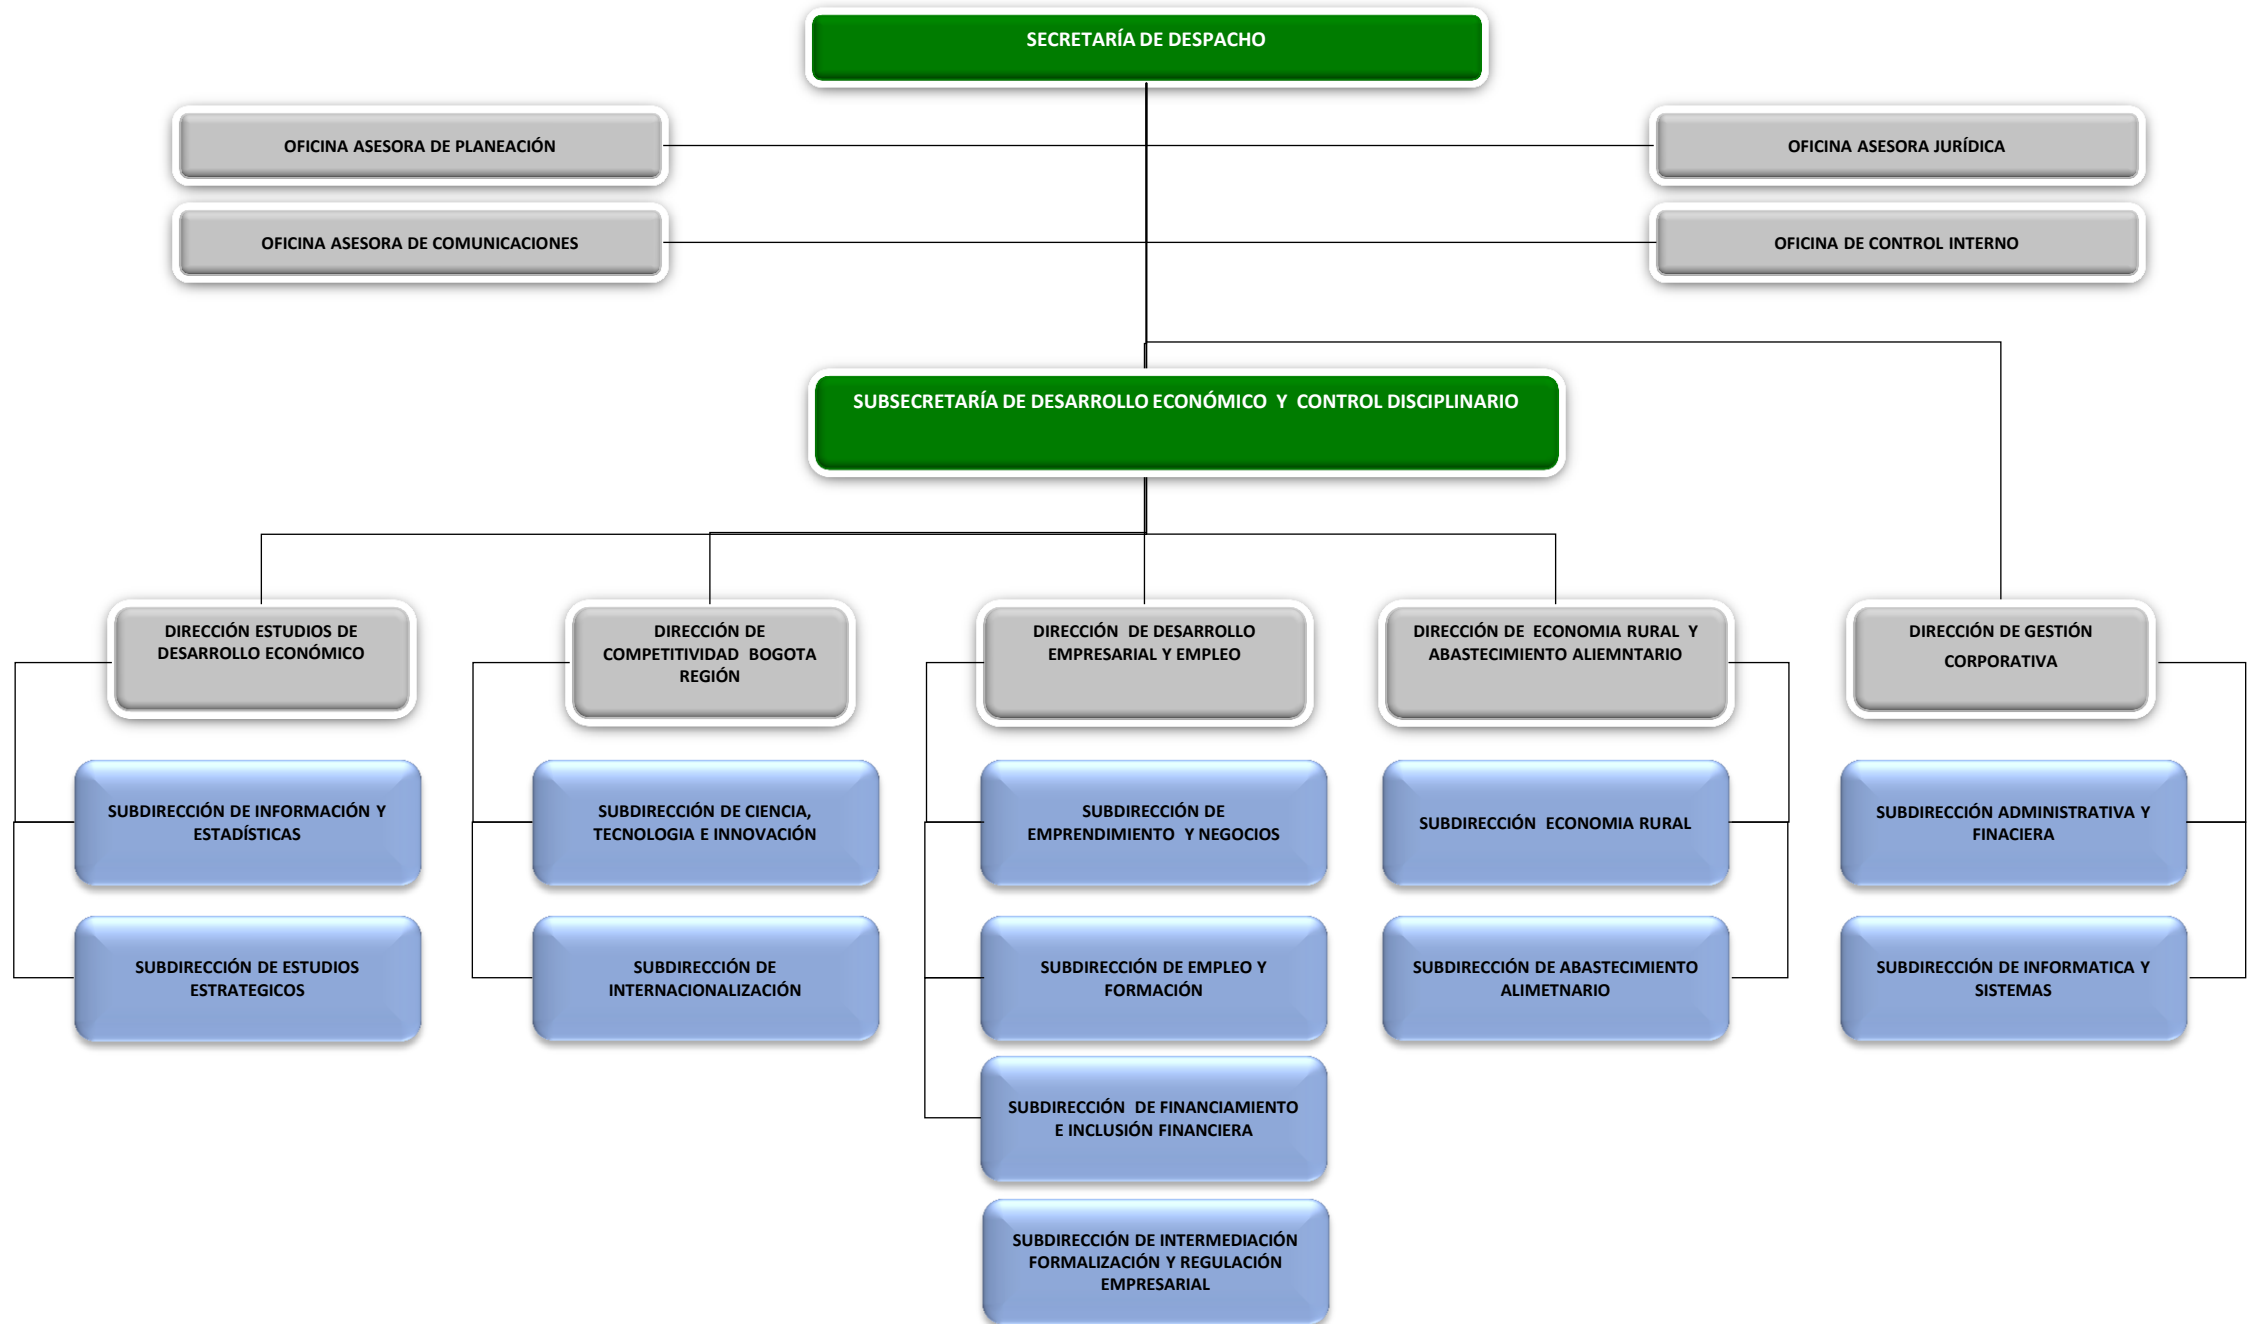 SECRETARÍA DE DESPACHO
OFICINA ASESORA DE PLANEACIÓN
OFICINA ASESORA JURÍDICA
OFICINA ASESORA DE COMUNICACIONES
OFICINA DE CONTROL INTERNO
SUBSECRETARÍA DE DESARROLLO ECONÓMICO Y CONTROL DISCIPLINARIO
DIRECCIÓN ESTUDIOS DE
DESARROLLO ECONÓMICO
DIRECCIÓN DE
COMPETITIVIDAD BOGOTA
REGIÓN
DIRECCIÓN DE DESARROLLO
EMPRESARIAL Y EMPLEO
DIRECCIÓN DE ECONOMIA RURAL Y
ABASTECIMIENTO ALIEMNTARIO
DIRECCIÓN DE GESTIÓN
CORPORATIVA
SUBDIRECCIÓN DE INFORMACIÓN Y
ESTADÍSTICAS
SUBDIRECCIÓN DE CIENCIA,
TECNOLOGIA E INNOVACIÓN
SUBDIRECCIÓN DE
EMPRENDIMIENTO Y NEGOCIOS
SUBDIRECCIÓN ECONOMIA RURAL
SUBDIRECCIÓN ADMINISTRATIVA Y
FINACIERA
SUBDIRECCIÓN DE ESTUDIOS
ESTRATEGICOS
SUBDIRECCIÓN DE
INTERNACIONALIZACIÓN
SUBDIRECCIÓN DE EMPLEO Y
FORMACIÓN
SUBDIRECCIÓN DE ABASTECIMIENTO
ALIMETNARIO
SUBDIRECCIÓN DE INFORMATICA Y
SISTEMAS
SUBDIRECCIÓN DE FINANCIAMIENTO
E INCLUSIÓN FINANCIERA
SUBDIRECCIÓN DE INTERMEDIACIÓN
FORMALIZACIÓN Y REGULACIÓN
EMPRESARIAL